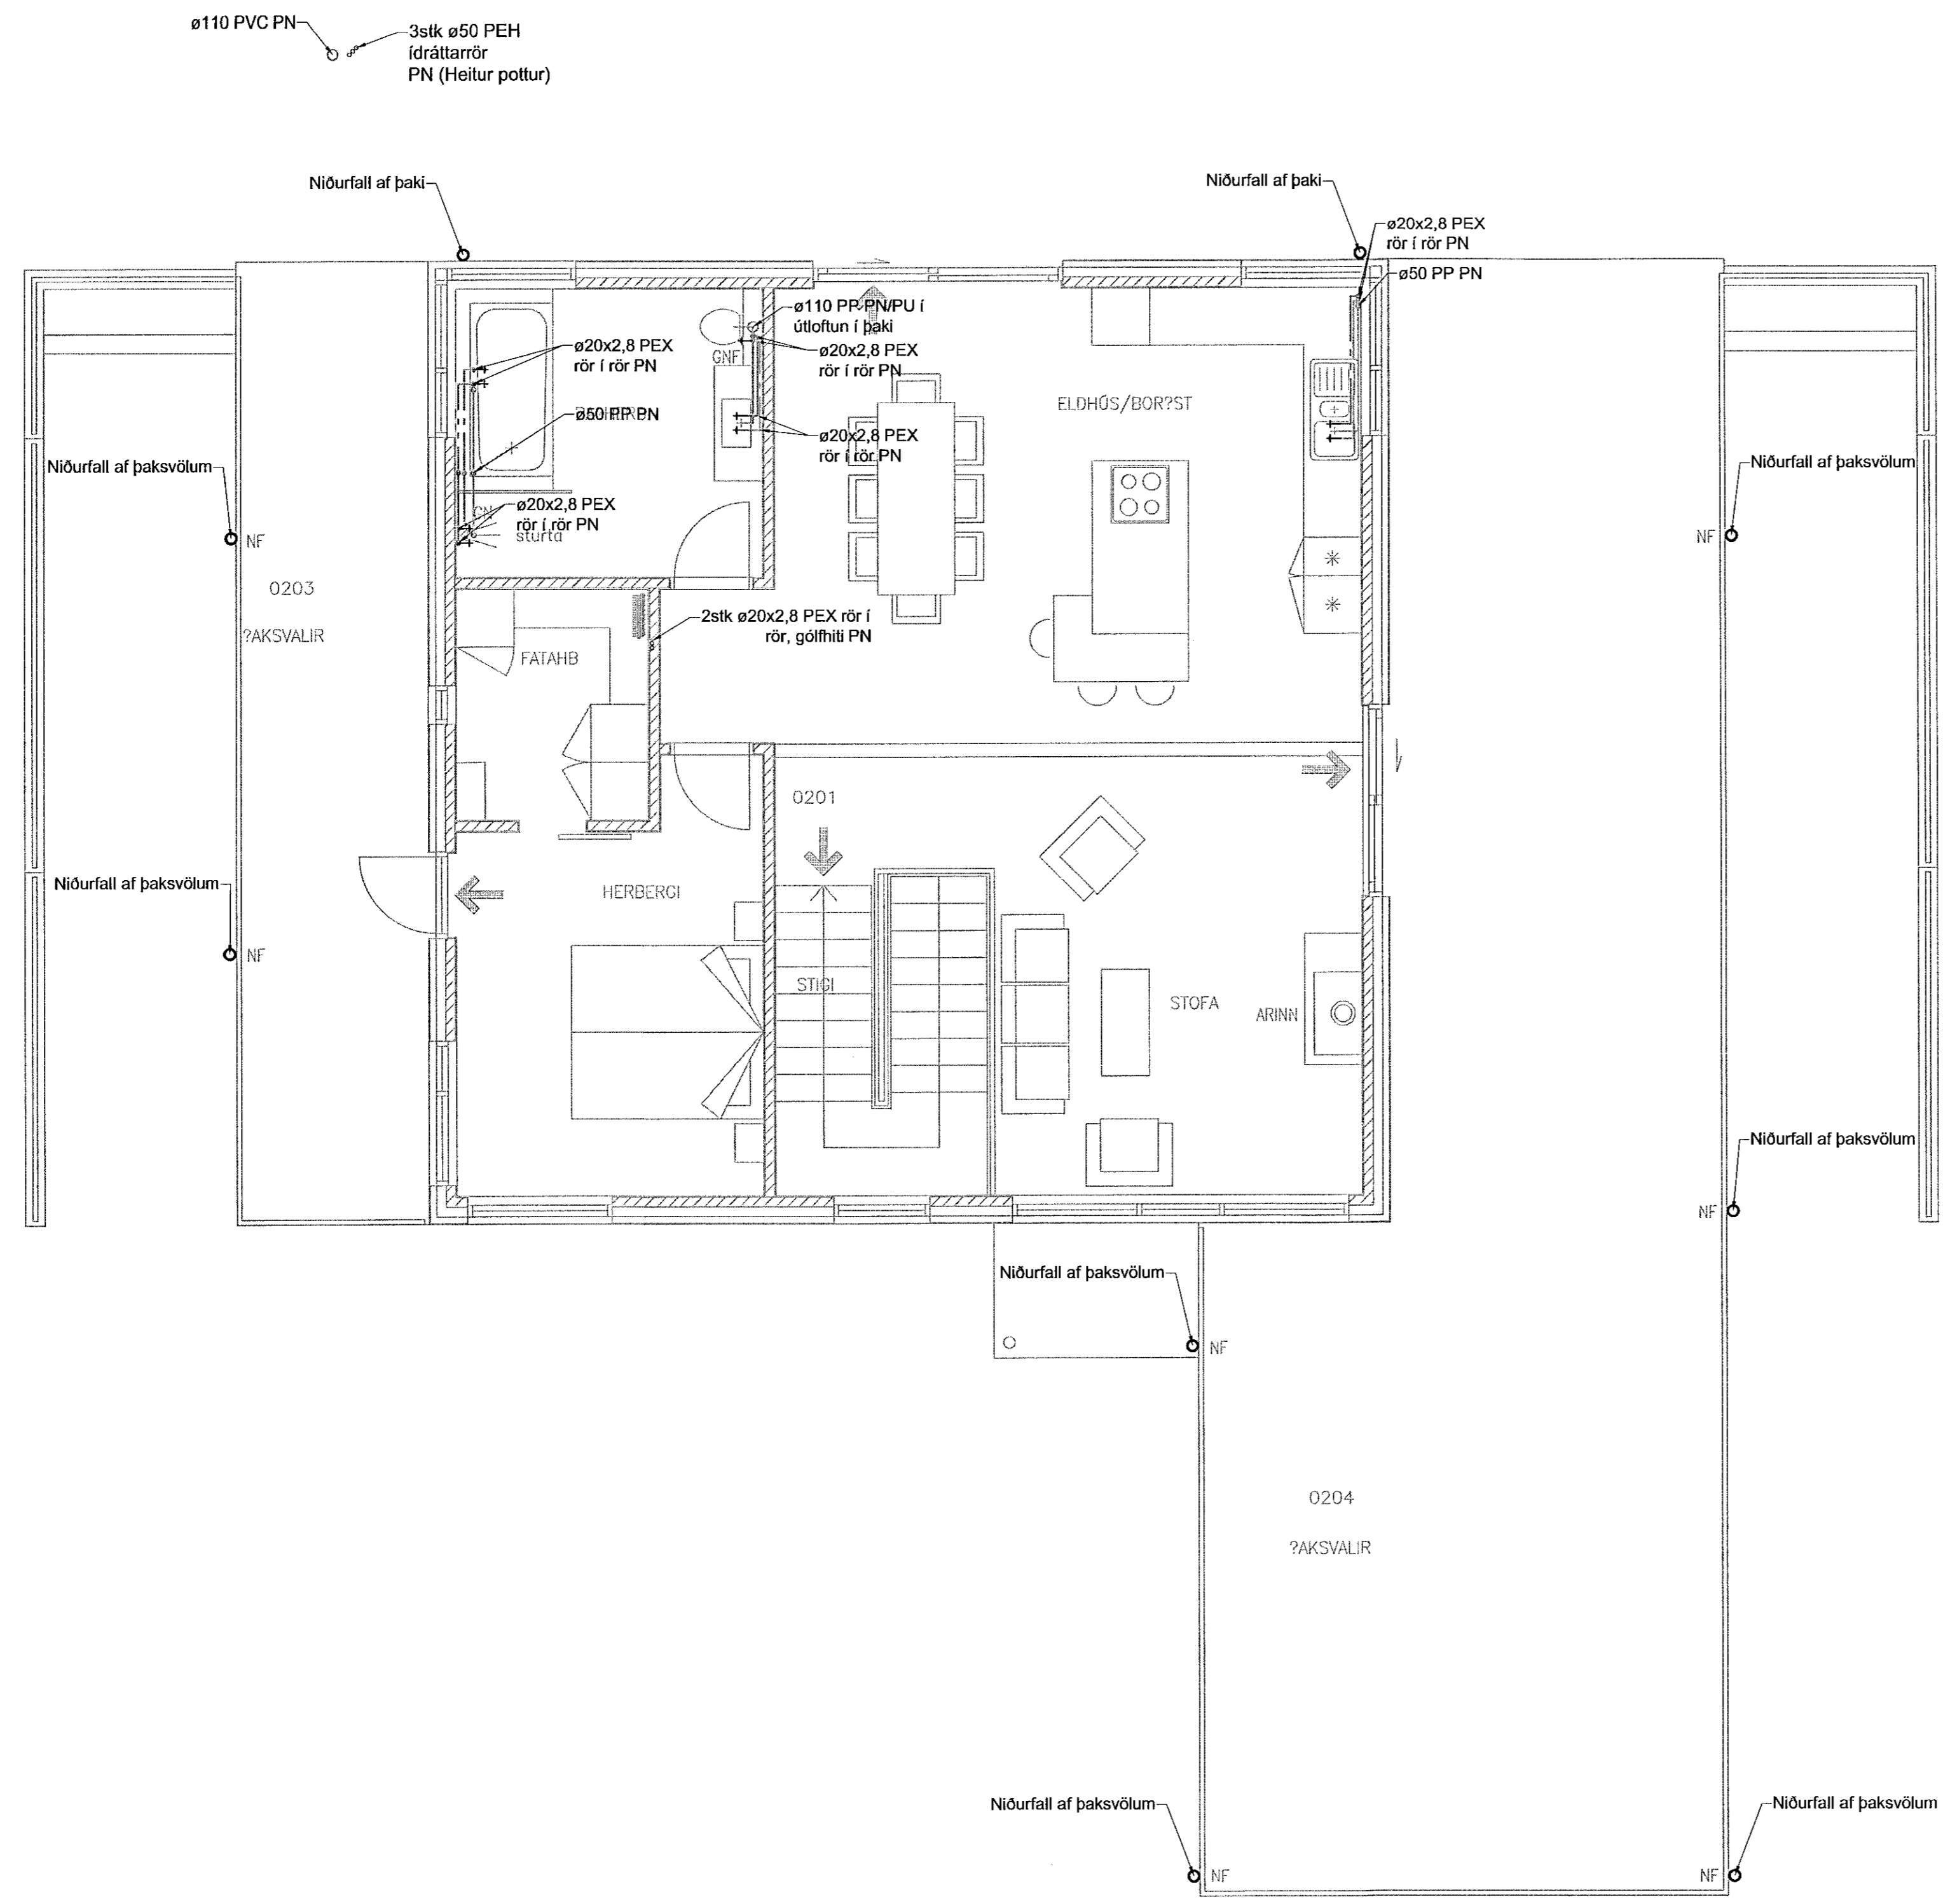 ø110 PVC PN
3stk ø50 PEH
ídráttarrör
PN (Heitur pottur)
Niðurfall af þaki
Niðurfall af þaki
ø20x2,8 PEX
rör í rör PN
ø50 PP PN
ø110 PP PN/PU í
útloftun í þaki
ø20x2,8 PEX
rör í rör PN
GNF
ø20x2,8 PEX
rör í rör PN
ELDHÚS/BOR?ST
ø50 PP PN
ø20x2,8 PEX
rör í rör PN
Niðurfall af þaksvölum
Niðurfall af þaksvölum
ø20x2,8 PEX
rör í rör PN
GN
sturta
NF
NF
0203
?AKSVALIR
2stk ø20x2,8 PEX rör í
rör, gólfhiti PN
FATAHB
0201
Niðurfall af þaksvölum
HERBERGI
NF
STIGI
STOFA
ARINN
Niðurfall af þaksvölum
NF
Niðurfall af þaksvölum
NF
0204
?AKSVALIR
Niðurfall af þaksvölum
Niðurfall af þaksvölum
NF
NF